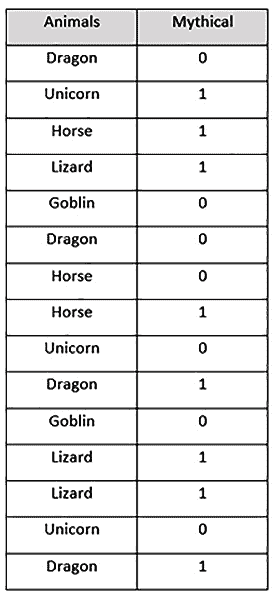 Animals Mythical
Dragon 0
Unicorn 1
Horse 1
Lizard 1
Goblin 0
Dragon 0
Horse 0
Horse 1
Unicorn 0
Dragon 1
Goblin 0
Lizard 1
Lizard 1
Unicorn 0
Dragon 1